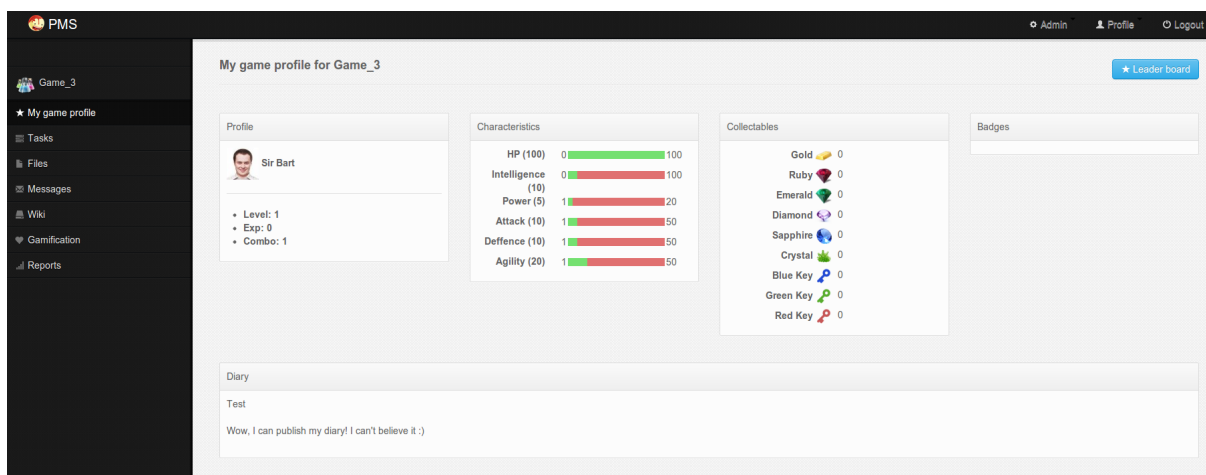 PMS
Admin Profile Logout
Game_3
My game profile
Tasks
Files
Messages
Wiki
Gamification
Reports
My game profile for Game_3
Leader board
Profile
Sir Bart
Level: 1
Exp: 0
Combo: 1
Characteristics
HP (100) 0 100
Intelligence 0 100
(10)
Power (5) 1 20
Attack (10) 1 50
Deffence (10) 1 50
Agility (20) 1 50
Collectables
Gold 0
Ruby 0
Emerald 0
Diamond 0
Sapphire 0
Crystal 0
Blue Key 0
Green Key 0
Red Key 0
Badges
Diary
Test
Wow, I can publish my diary! I can't believe it :)